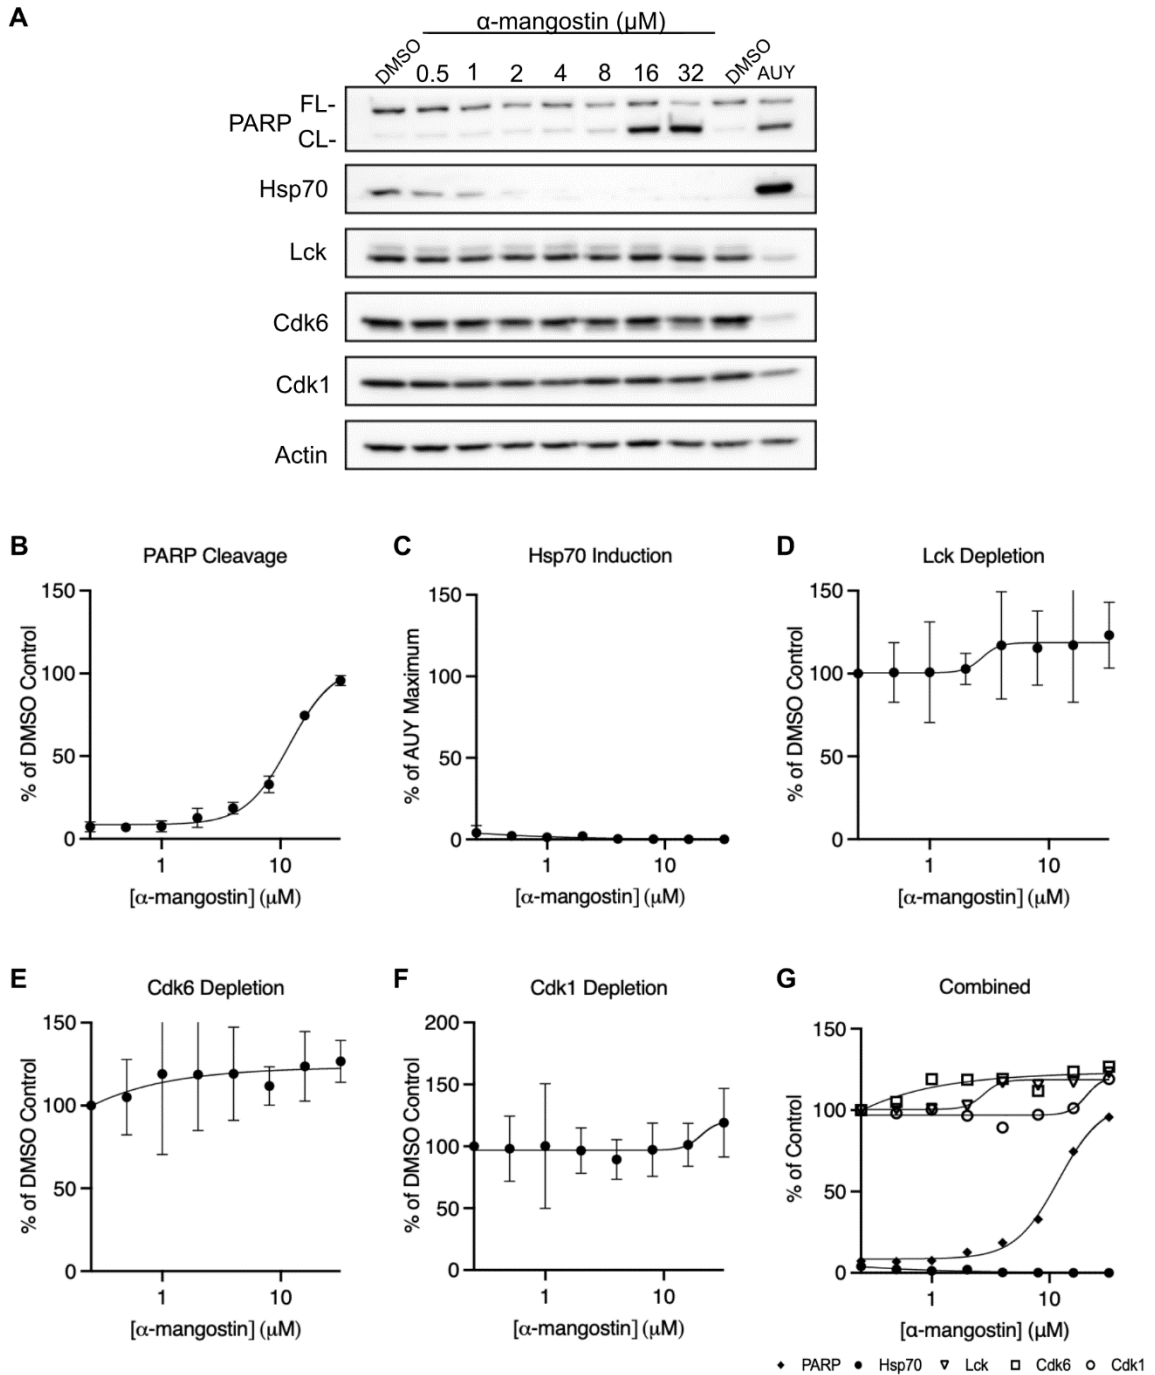 A
α-mangostin (µM)
DMSO 0.5 1 2 4 8 16 32 DMSO AUY
PARP FL-
CL-
Hsp70
Lck
Cdk6
Cdk1
Actin
B
PARP Cleavage
% of DMSO Control
150
100
50
0
1 10
[α-mangostin] (µM)
C
Hsp70 Induction
% of AUY Maximum
150
100
50
0
1 10
[α-mangostin] (µM)
D
Lck Depletion
% of DMSO Control
150
100
50
0
1 10
[α-mangostin] (µM)
E
Cdk6 Depletion
% of DMSO Control
150
100
50
0
1 10
[α-mangostin] (µM)
F
Cdk1 Depletion
% of DMSO Control
200
150
100
50
0
1 10
[α-mangostin] (µM)
G
Combined
% of Control
150
100
50
0
1 10
[α-mangostin] (µM)
PARP Hsp70 Lck Cdk6 Cdk1